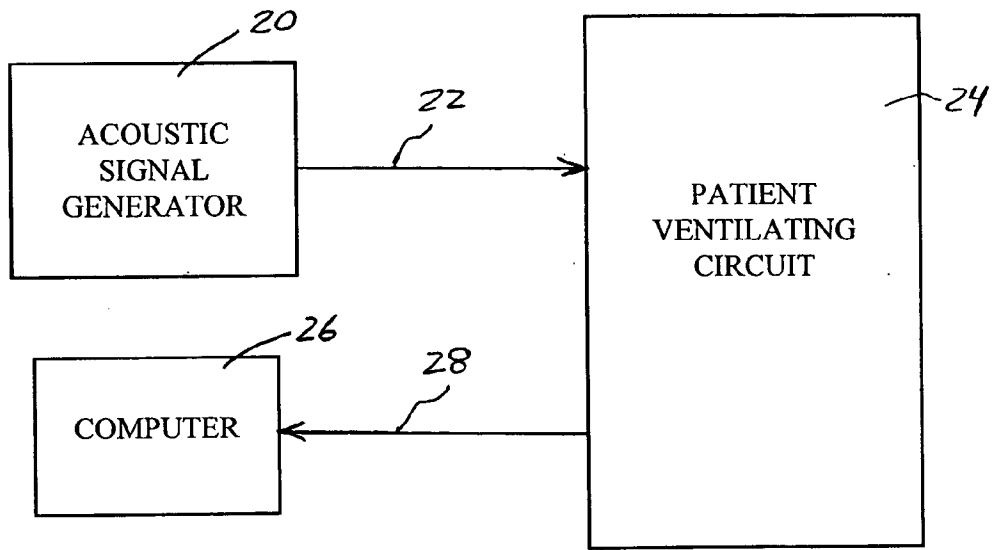 20
ACOUSTIC
SIGNAL
GENERATOR
22
24
PATIENT
VENTILATING
CIRCUIT
26
COMPUTER
28